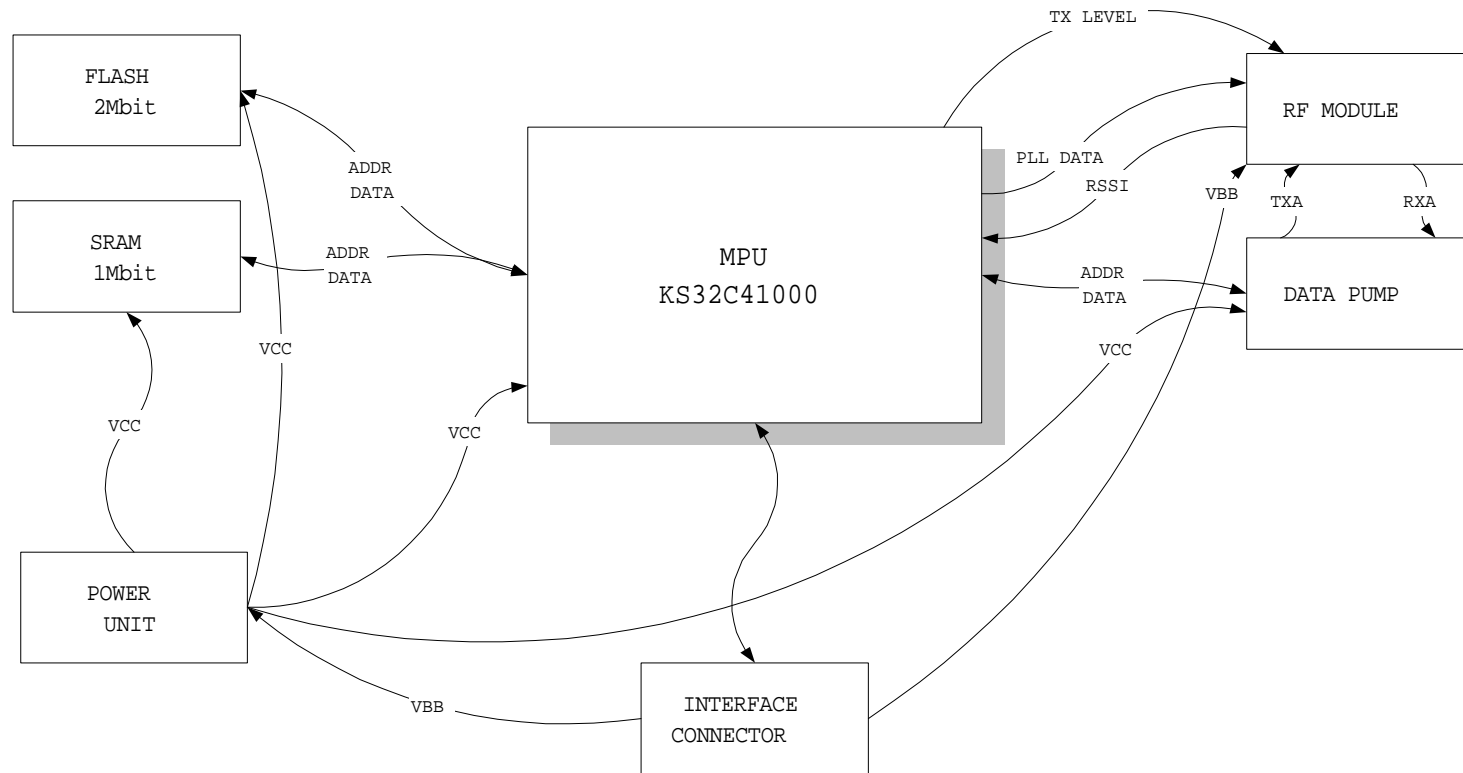 TX LEVEL
FLASH
2Mbit
RF MODULE
ADDR
DATA
PLL DATA
RSSI
VBB
TXA
RXA
SRAM
1Mbit
ADDR
DATA
MPU
KS32C41000
ADDR
DATA
DATA PUMP
VCC
VCC
VCC
VCC
POWER
UNIT
VBB
INTERFACE
CONNECTOR